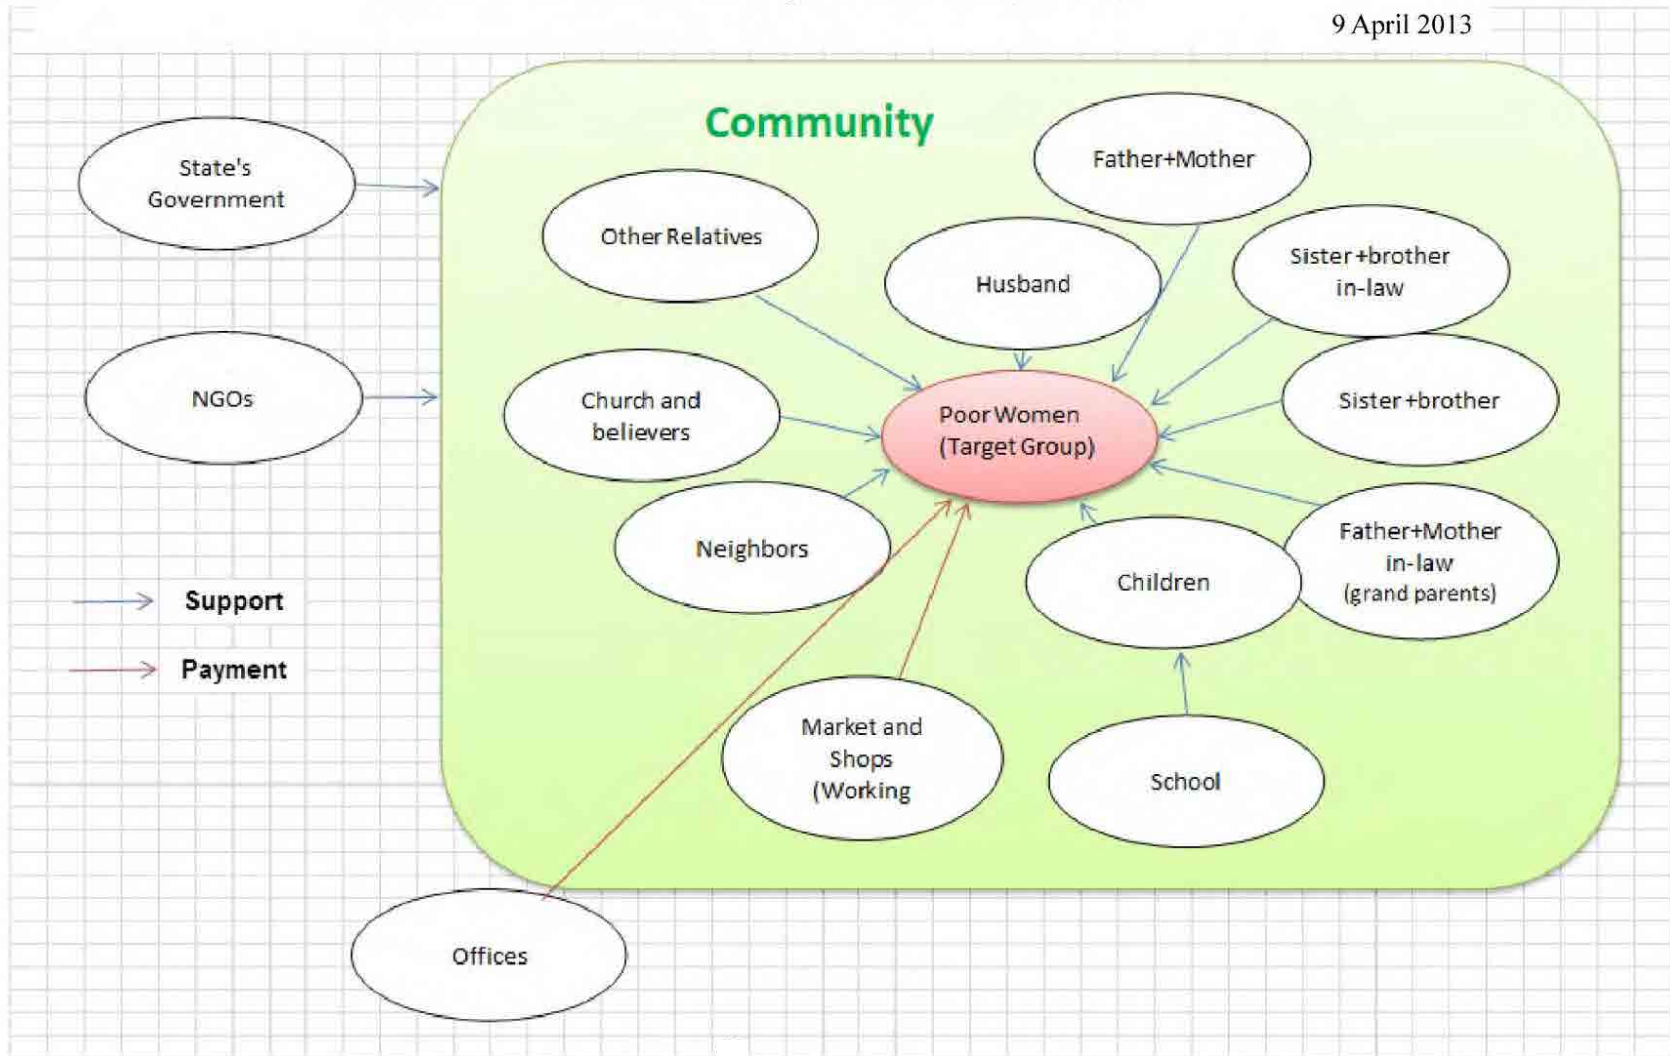 9 April 2013
Community
State's
Government
Father+Mother
Other Relatives
Husband
Sister+brother
in-law
NGOs
Church and
believers
Poor Women
(Target Group)
Sister+brother
Neighbors
Children
Father+Mother
in-law
(grand parents)
Support
Payment
Market and
Shops
(Working
School
Offices